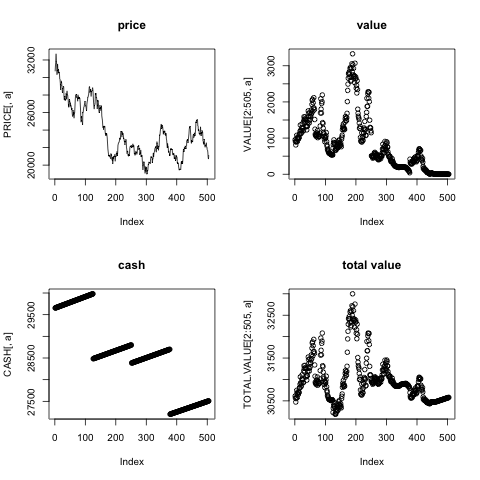 price
PRICE[, a]
20000 26000 32000
0 100 200 300 400 500
Index
value
VALUE[2:505, a]
0 1000 2000 3000
0 100 200 300 400 500
Index
cash
CASH[, a]
27500 28500 29500
0 100 200 300 400 500
Index
total value
TOTAL.VALUE[2:505, a]
30500 31500 32500
0 100 200 300 400 500
Index